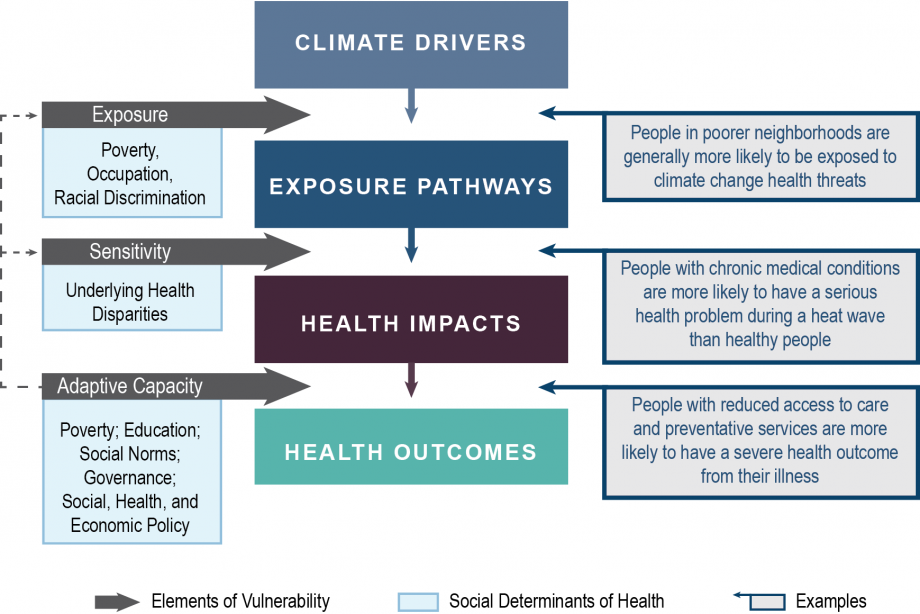 CLIMATE DRIVERS
Exposure
Poverty,
Occupation,
Racial Discrimination
People in poorer neighborhoods are
generally more likely to be exposed to
climate change health threats
EXPOSURE PATHWAYS
Sensitivity
Underlying Health
Disparities
People with chronic medical conditions
are more likely to have a serious
health problem during a heat wave
than healthy people
HEALTH IMPACTS
Adaptive Capacity
Poverty; Education;
Social Norms;
Governance;
Social, Health, and
Economic Policy
People with reduced access to care
and preventative services are more
likely to have a severe health outcome
from their illness
HEALTH OUTCOMES
Elements of Vulnerability
Social Determinants of Health
Examples